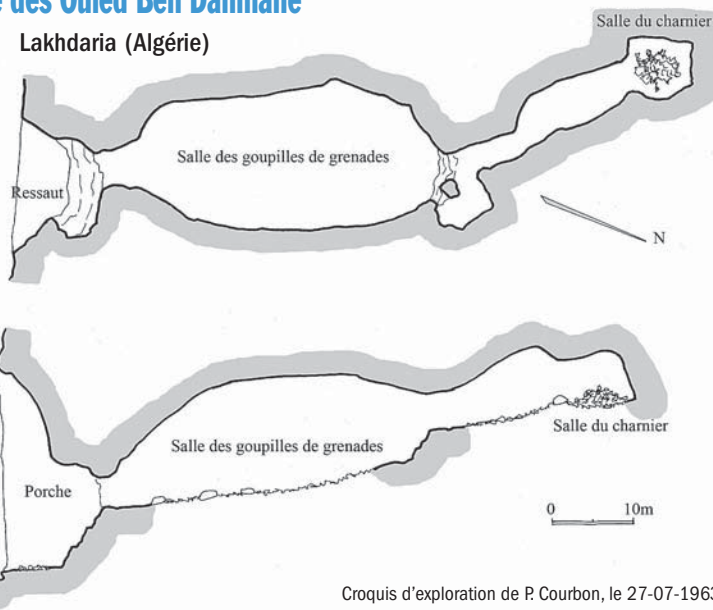 des Ouled Ben Dahmane
Lakhdaria (Algérie)
Salle du charnier
Salle des goupilles de grenades
Ressaut
N
Salle des goupilles de grenades
Salle du charnier
Porche
0 10m
Croquis d'exploration de P. Courbon, le 27-07-1963